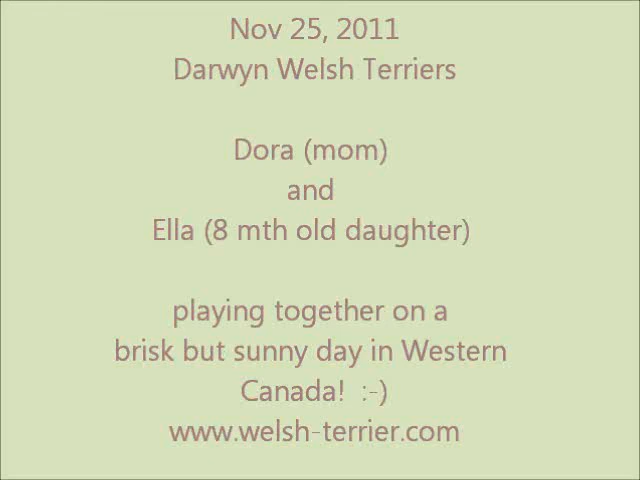 Nov 25, 2011
Darwyn Welsh Terriers
Dora (mom)
and
Ella (8 mth old daughter)
playing together on a
brisk but sunny day in Western
Canada!  :-)
www.welsh-terrier.com